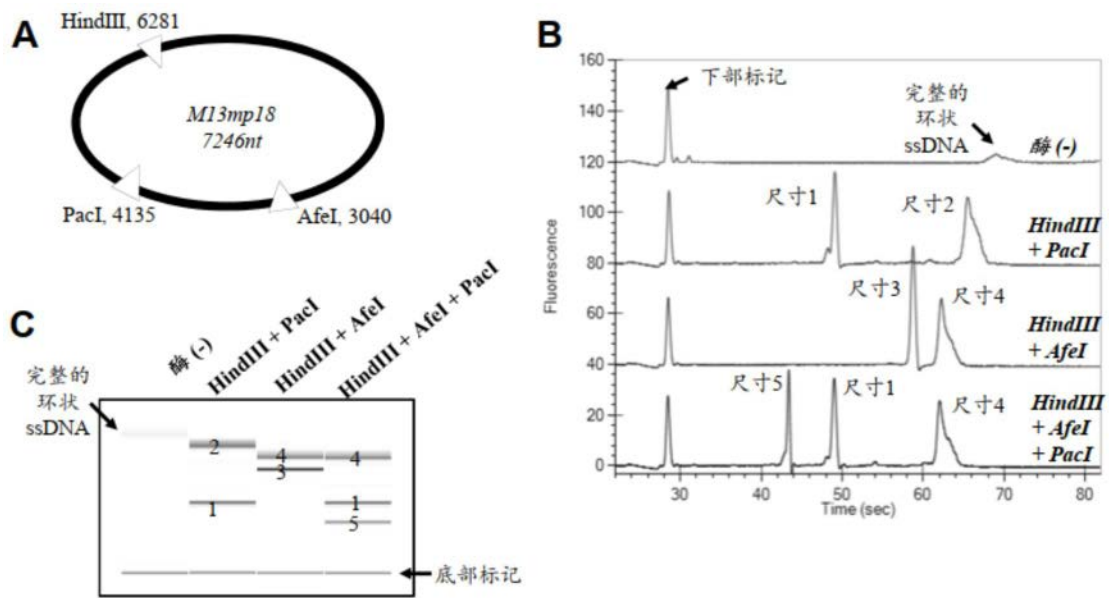 A
HindIII, 6281
M13mp18
7246nt
PacI, 4135
AfeI, 3040
B
160
140
120
100
80
60
40
20
0
Fluorescence
30
40
50
60
70
80
Time (sec)
下部标记
完整的
环状
ssDNA
酶 (-)
尺寸1
尺寸2
HindIII
+ PacI
尺寸3
尺寸4
HindIII
+ AfeI
尺寸5
尺寸1
尺寸4
HindIII
+ AfeI
+ PacI
C
酶 (-)
HindIII + PacI
HindIII + AfeI
HindIII + AfeI + PacI
完整的
环状
ssDNA
2
1
4
3
4
1
5
底部标记